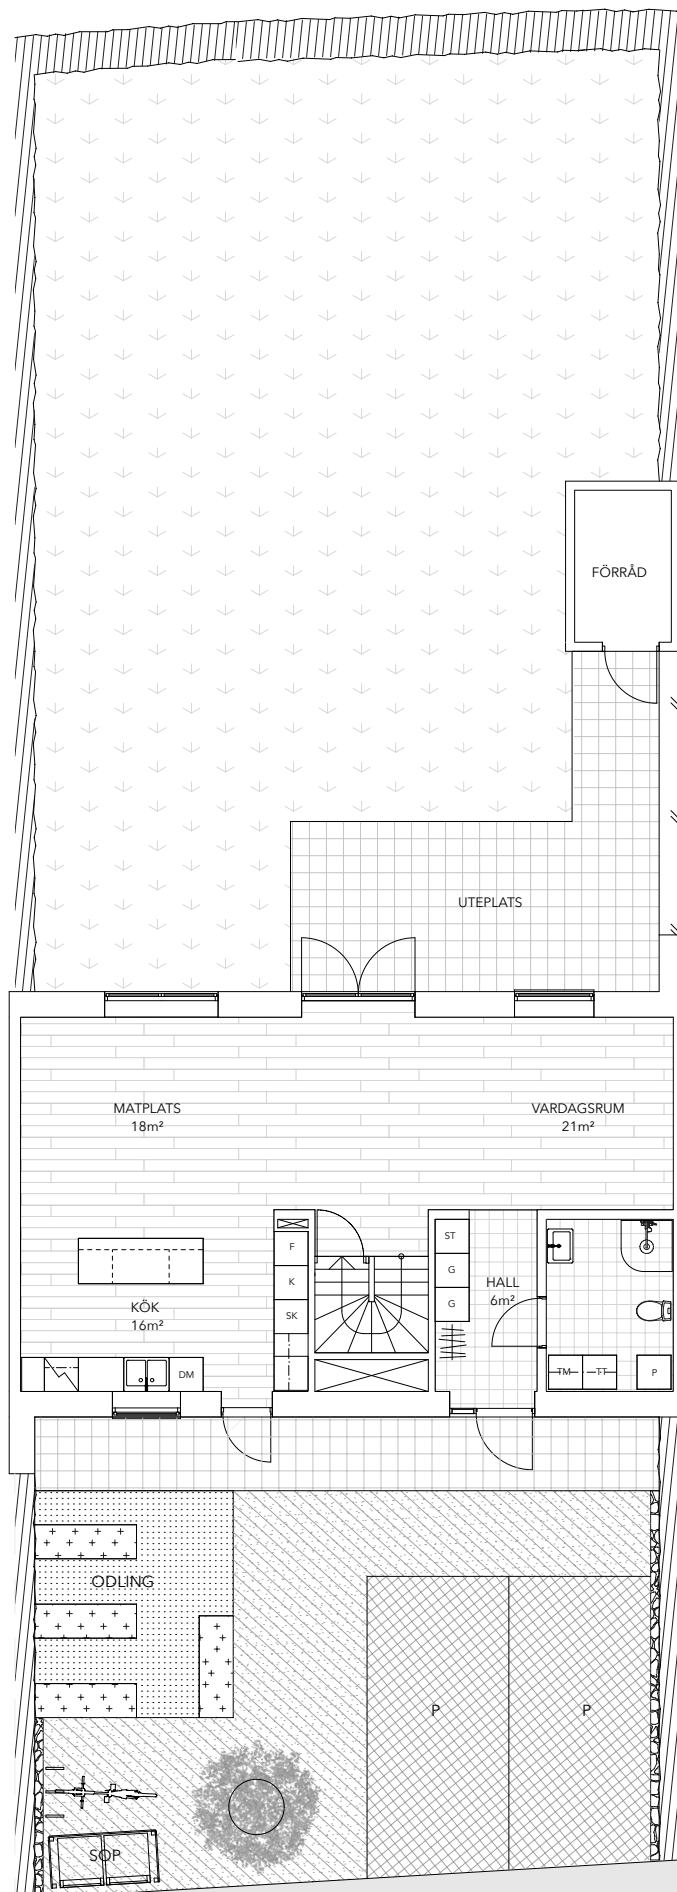 FÖRRÅD
UTEPLATS
MATPLATS
18m²
VARDAGSRUM
21m²
F
ST
K
G
HALL
6m²
KÖK
16m²
SK
G
DM
TM
TT
P
ODLING
P
P
SOP